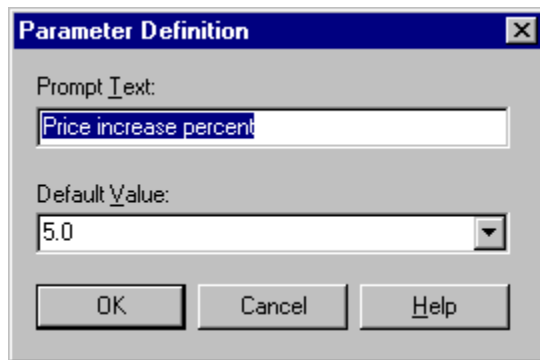 Parameter Definition
Prompt Text:
Price increase percent
Default Value:
5.0
OK Cancel Help